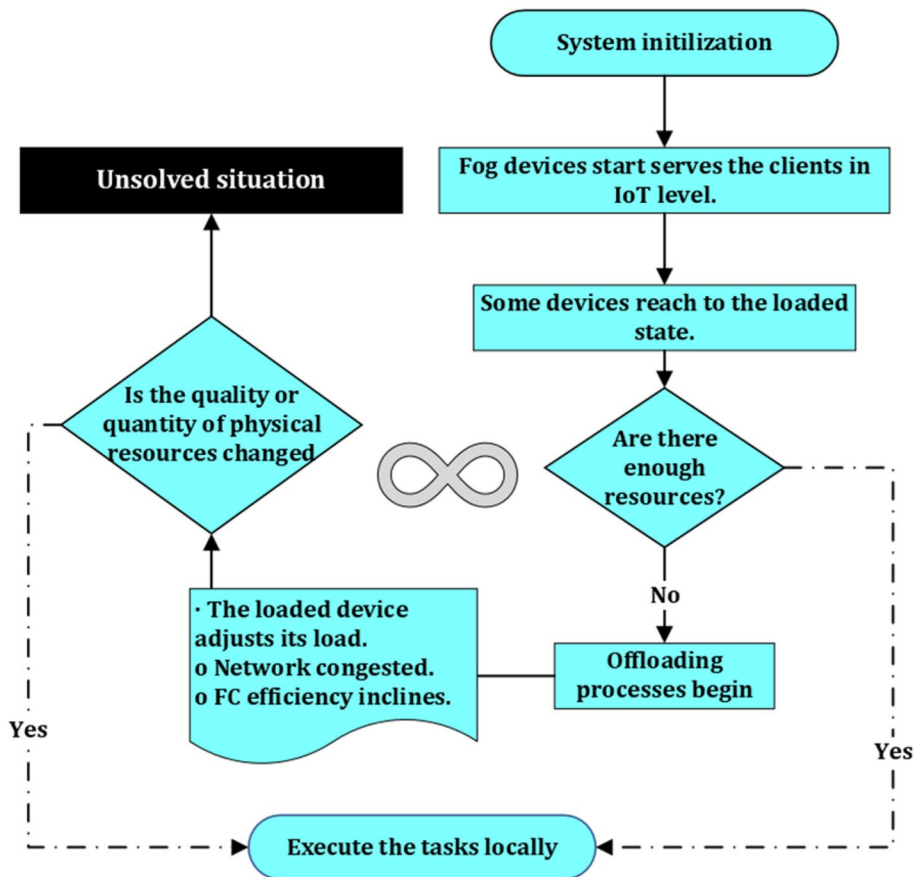 System initilization
Fog devices start serves the clients in
IoT level.
Some devices reach to the loaded
state.
Are there
enough
resources?
No
Yes
Offloading
processes begin
· The loaded device
adjusts its load.
o Network congested.
o FC efficiency inclines.
Is the quality or
quantity of physical
resources changed
Unsolved situation
Yes
Execute the tasks locally